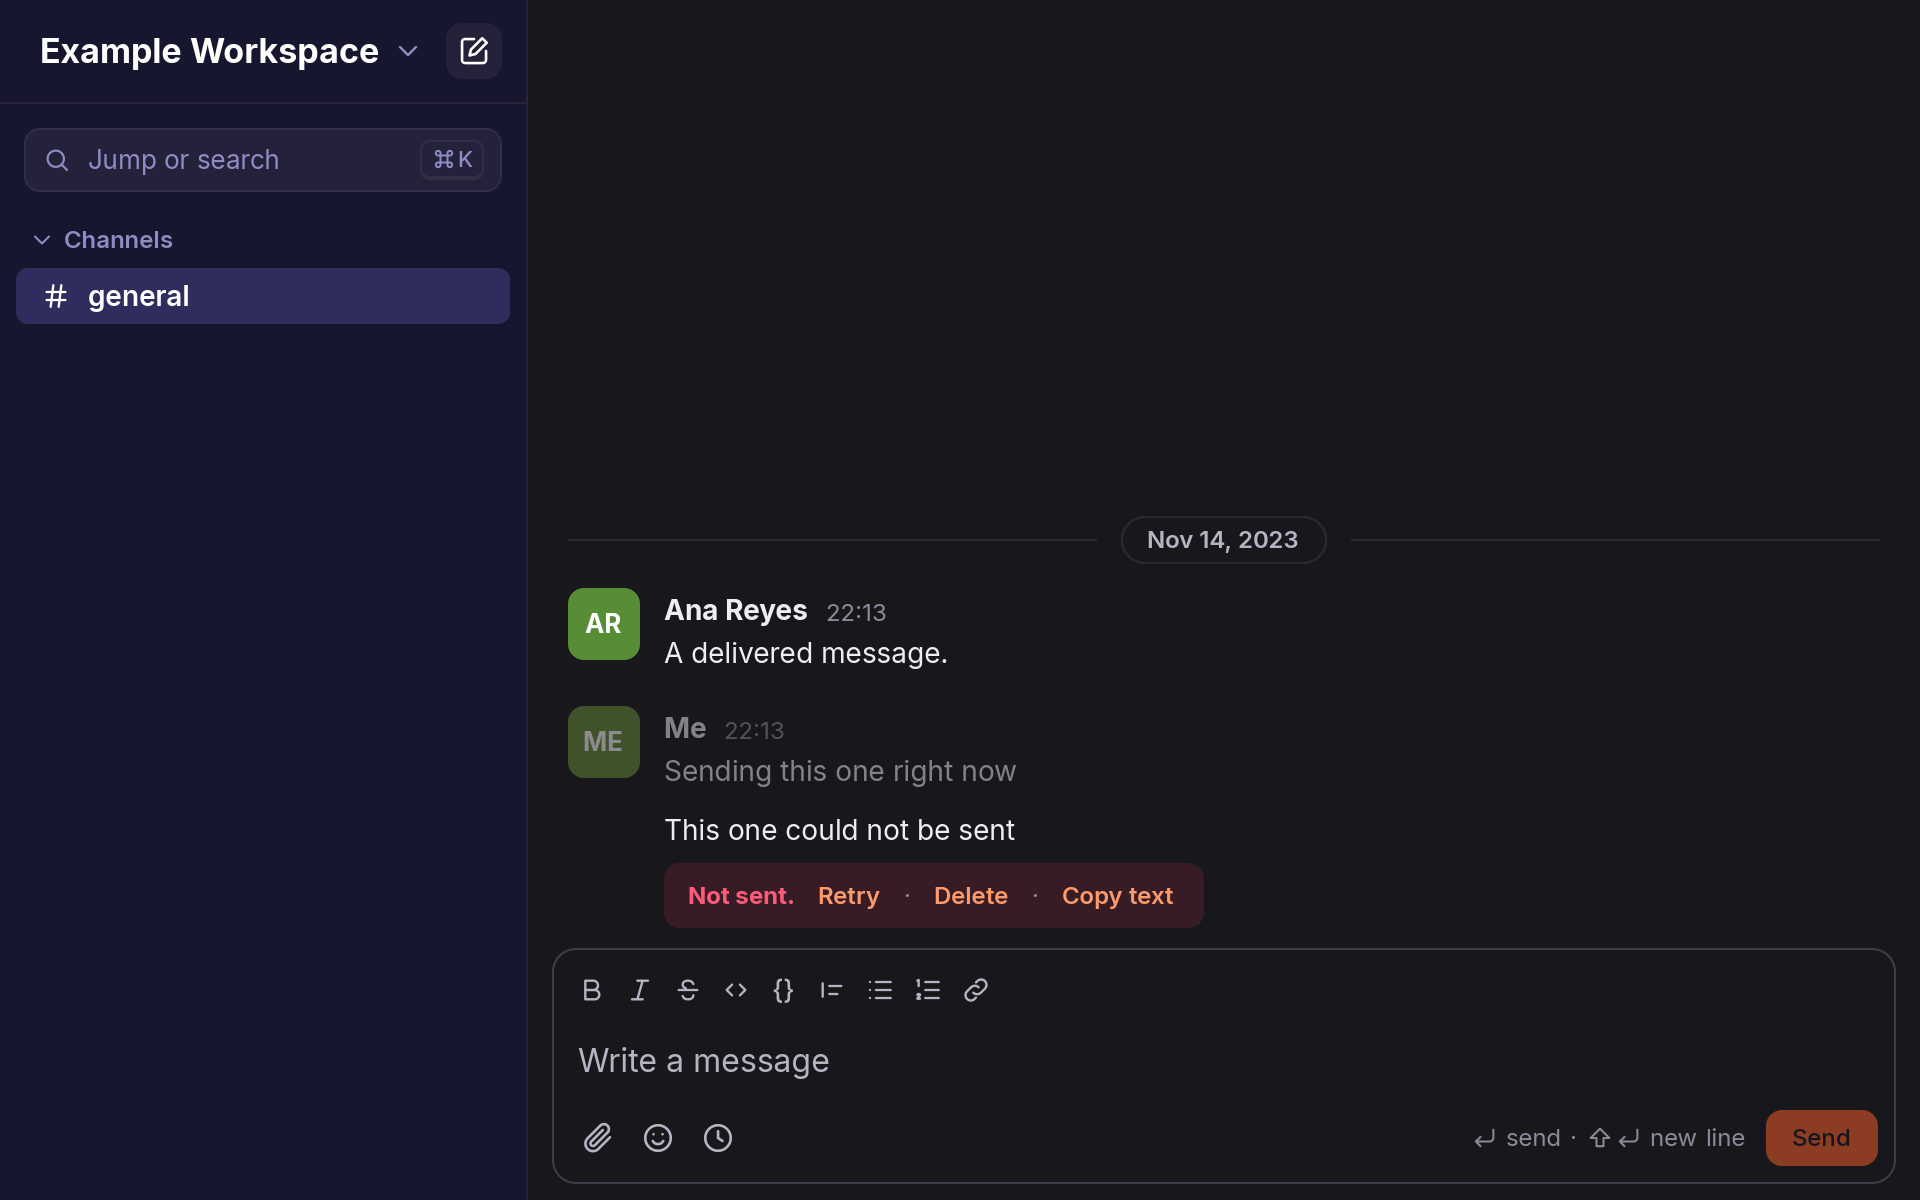 Example Workspace
Jump or search ⌘K
Channels
# general
Nov 14, 2023
AR Ana Reyes 22:13
A delivered message.
ME Me 22:13
Sending this one right now
This one could not be sent
Not sent. Retry · Delete · Copy text
Write a message
send · new line Send